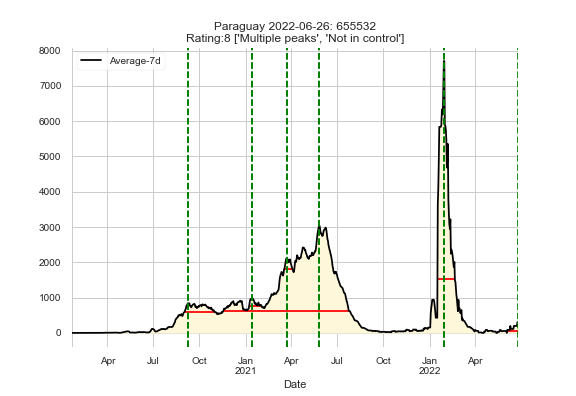 Paraguay 2022-06-26: 655532
Rating:8 ['Multiple peaks', 'Not in control']
Average-7d
8000
7000
6000
5000
4000
3000
2000
1000
0
Apr Jul Oct Jan Apr Jul Oct Jan Apr
2021 2022
Date